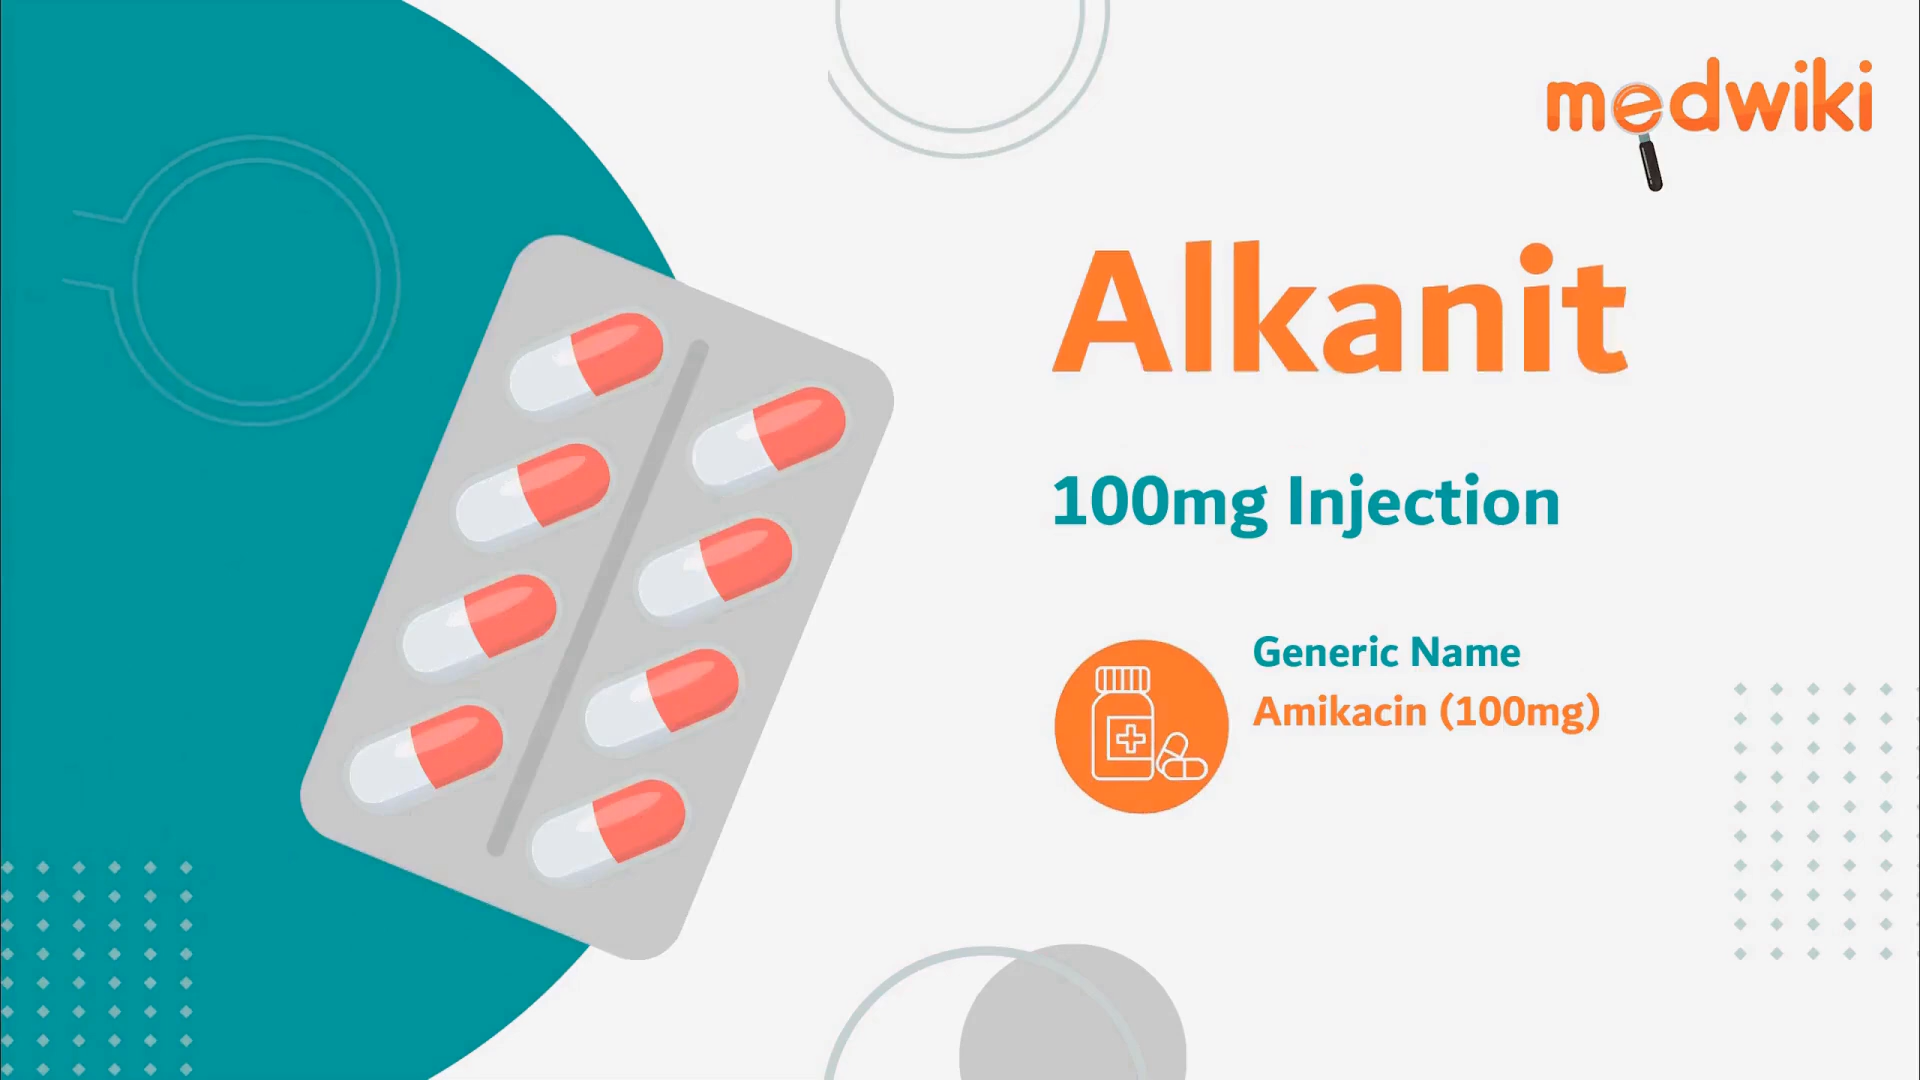 medwiki
Alkanit
100mg Injection
Generic Name
Amikacin (100mg)